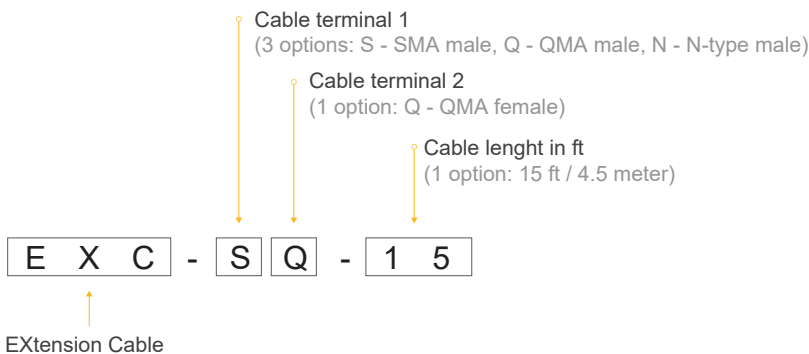 Cable terminal 1
(3 options: S - SMA male, Q - QMA male, N - N-type male)
Cable terminal 2
(1 option: Q - QMA female)
Cable lenght in ft
(1 option: 15 ft / 4.5 meter)
E X C - S Q - 1 5
EXtension Cable